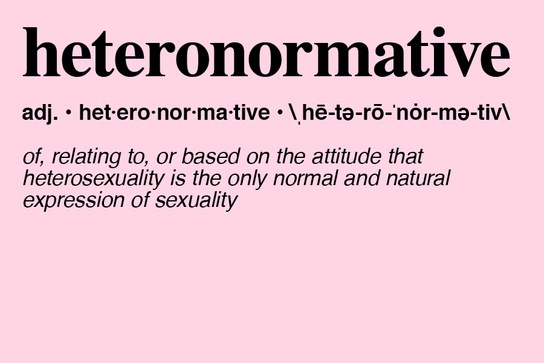 heteronormative
adj. • het·ero·nor·ma·tive • \ˌhē-tə-rō-ˈnȯr-mə-tiv\
of, relating to, or based on the attitude that
heterosexuality is the only normal and natural
expression of sexuality